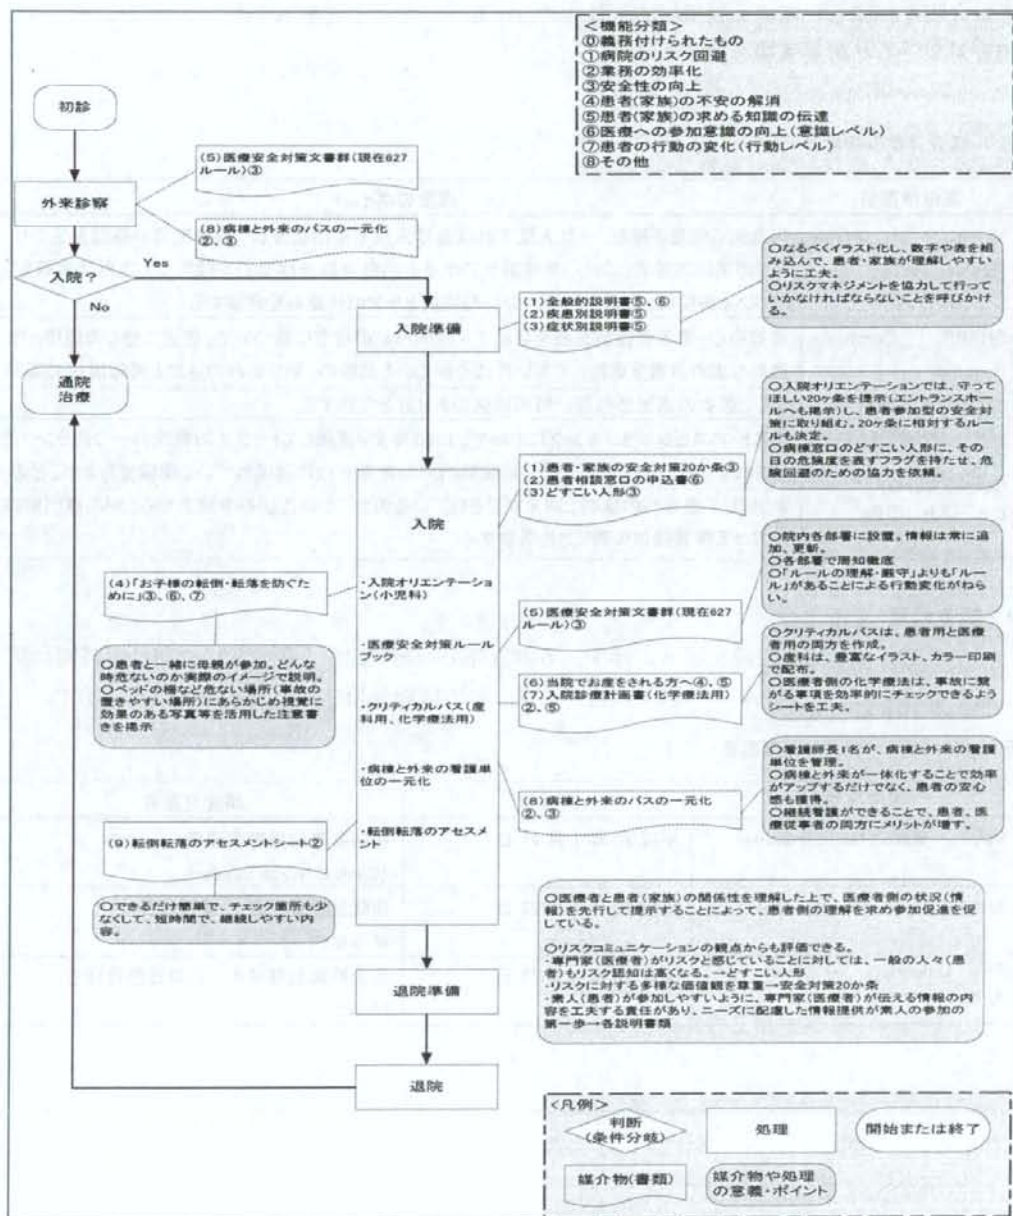 <機能分類>
⓪義務付けられたもの
①病院のリスク回避
②業務の効率化
③安全性の向上
④患者(家族)の不安の解消
⑤患者(家族)の求める知識の伝達
⑥医療への参加意識の向上(意識レベル)
⑦患者の行動の変化(行動レベル)
⑧その他
初診
(5)医療安全対策文書群(現在627
ルール)③
外来診察
(8)病棟と外来のパスの一元化
②、③
入院?
Yes
No
通院
治療
入院準備
(1)全般的説明書⑤、⑥
(2)疾患別説明書⑤
(3)症状別説明書⑤
○なるべくイラスト化し、数字や表を組
み込んで、患者・家族が理解しやすい
ように工夫。
○リスクマネジメントを協力して行って
いかなければならないことを呼びかけ
る。
入院
(1)患者・家族の安全対策20か条③
(2)患者相談窓口の申込書⑥
(3)どすこい人形③
○入院オリエンテーションでは、守って
ほしい20ヶ条を提示(エントランスホー
ルへも掲示)し、患者参加型の安全対
策に取り組む。20ヶ条に相対するルー
ルも決定。
○病棟窓口のどすこい人形に、その
日の危険度を表すフラグを持たせ、危
険回避のための協力を依頼。
・入院オリエンテーシ
ョン(小児科)
(4)「お子様の転倒・転落を防ぐた
めに」③、⑥、⑦
○患者と一緒に母親が参加。どんな
時危ないのか実際のイメージで説明。
○ベッドの柵など危ない場所(事故の
置きやすい場所)にあらかじめ視覚に
効果のある写真等を活用した注意書
きを掲示
・医療安全対策ルール
ブック
(5)医療安全対策文書群(現在627
ルール)③
○院内各部署に設置。情報は常に追
加、更新。
○各部署で周知徹底
○「ルールの理解・厳守」よりも「ルー
ル」があることによる行動変化がねら
い。
・クリティカルパス(産
科用、化学療法用)
(6)当院でお産をされる方へ④、⑤
(7)入院診療計画書(化学療法用)
②、⑤
○クリティカルパスは、患者用と医療
者用の両方を作成。
○産科は、豊富なイラスト、カラー印刷
で配布。
○医療者側の化学療法は、事故に繋
がる事項を効率的にチェックできるよう
シートを工夫。
・病棟と外来の看護単
位の一元化
(8)病棟と外来のパスの一元化
②、③
○看護師長1名が、病棟と外来の看護
単位を管理。
○病棟と外来が一体化することで効率
がアップするだけでなく、患者の安心
感も獲得。
○継続看護ができることで、患者、医
療従事者の両方にメリットが増す。
・転倒転落のアセスメ
ント
(9)転倒転落のアセスメントシート②
○できるだけ簡単で、チェック箇所も少
なくして、短時間で、継続しやすい内
容。
○医療者と患者(家族)の関係性を理解した上で、医療者側の状況(情
報)を先行して提示することによって、患者側の理解を求め参加促進を促
している。
○リスクコミュニケーションの観点からも評価できる。
・専門家(医療者)がリスクと感じていることに対しては、一般の人々(患
者)もリスク認知は高くなる。→どすこい人形
・リスクに対する多様な価値観を尊重→安全対策20か条
・素人(患者)が参加しやすいように、専門家(医療者)が伝える情報の内
容を工夫する責任があり、ニーズに配慮した情報提供が素人の参加の
第一歩→各説明書類
退院準備
退院
<凡例>
判断
(条件分岐)
処理
開始または終了
媒介物(書類)
媒介物や処理
の意義・ポイント